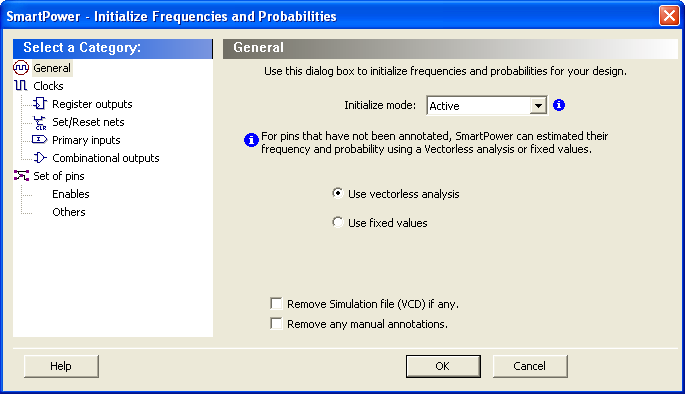 SmartPower - Initialize Frequencies and Probabilities
Select a Category:
General
Clocks
Register outputs
Set/Reset nets
CLR
Primary inputs
Combinational outputs
Set of pins
Enables
Others
General
Use this dialog box to initialize frequencies and probabilities for your design.
Initialize mode: Active
For pins that have not been annotated, SmartPower can estimated their
frequency and probability using a Vectorless analysis or fixed values.
Use vectorless analysis
Use fixed values
Remove Simulation file (VCD) if any.
Remove any manual annotations.
Help OK Cancel